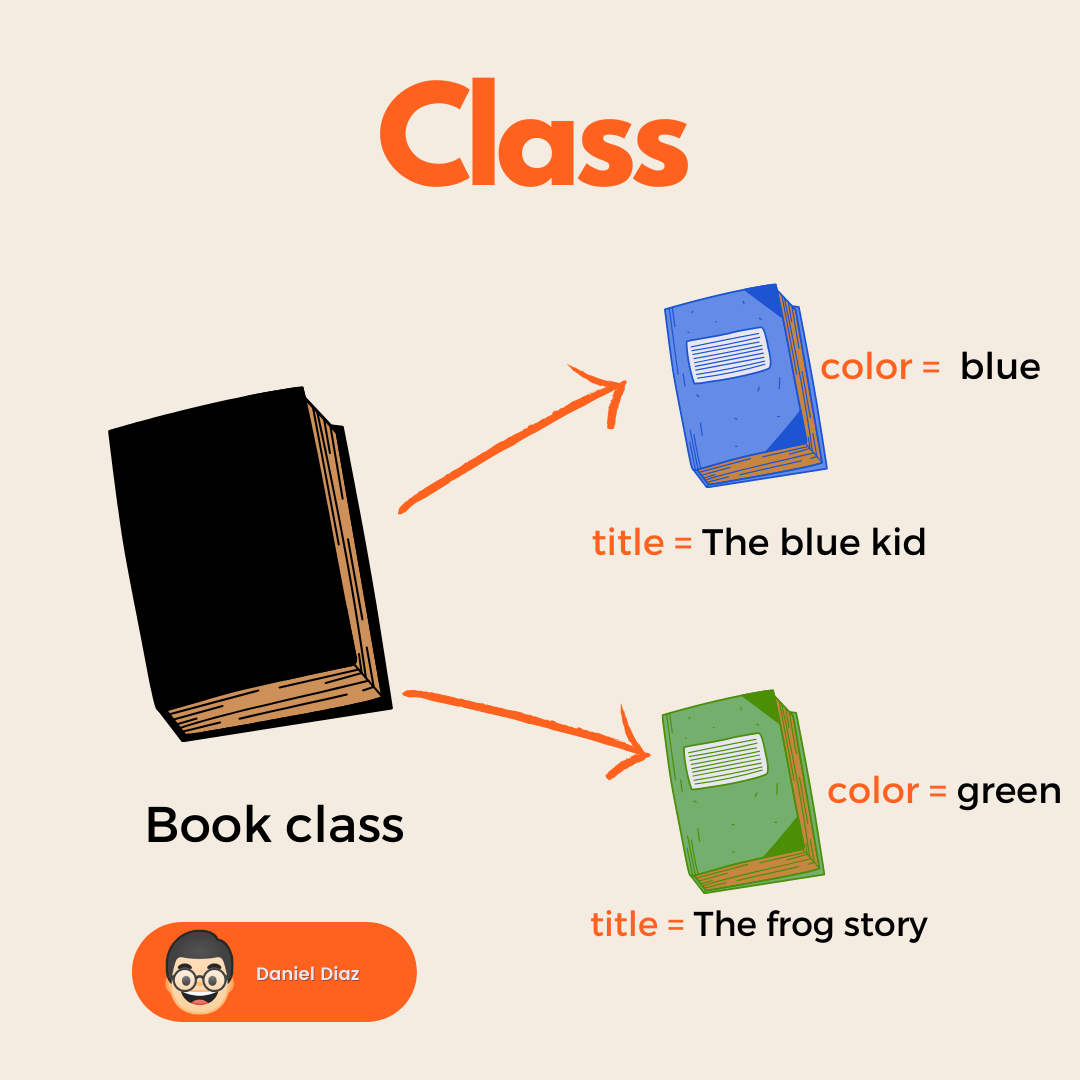 Class
color = blue
title = The blue kid
color = green
Book class
title = The frog story
Daniel Diaz